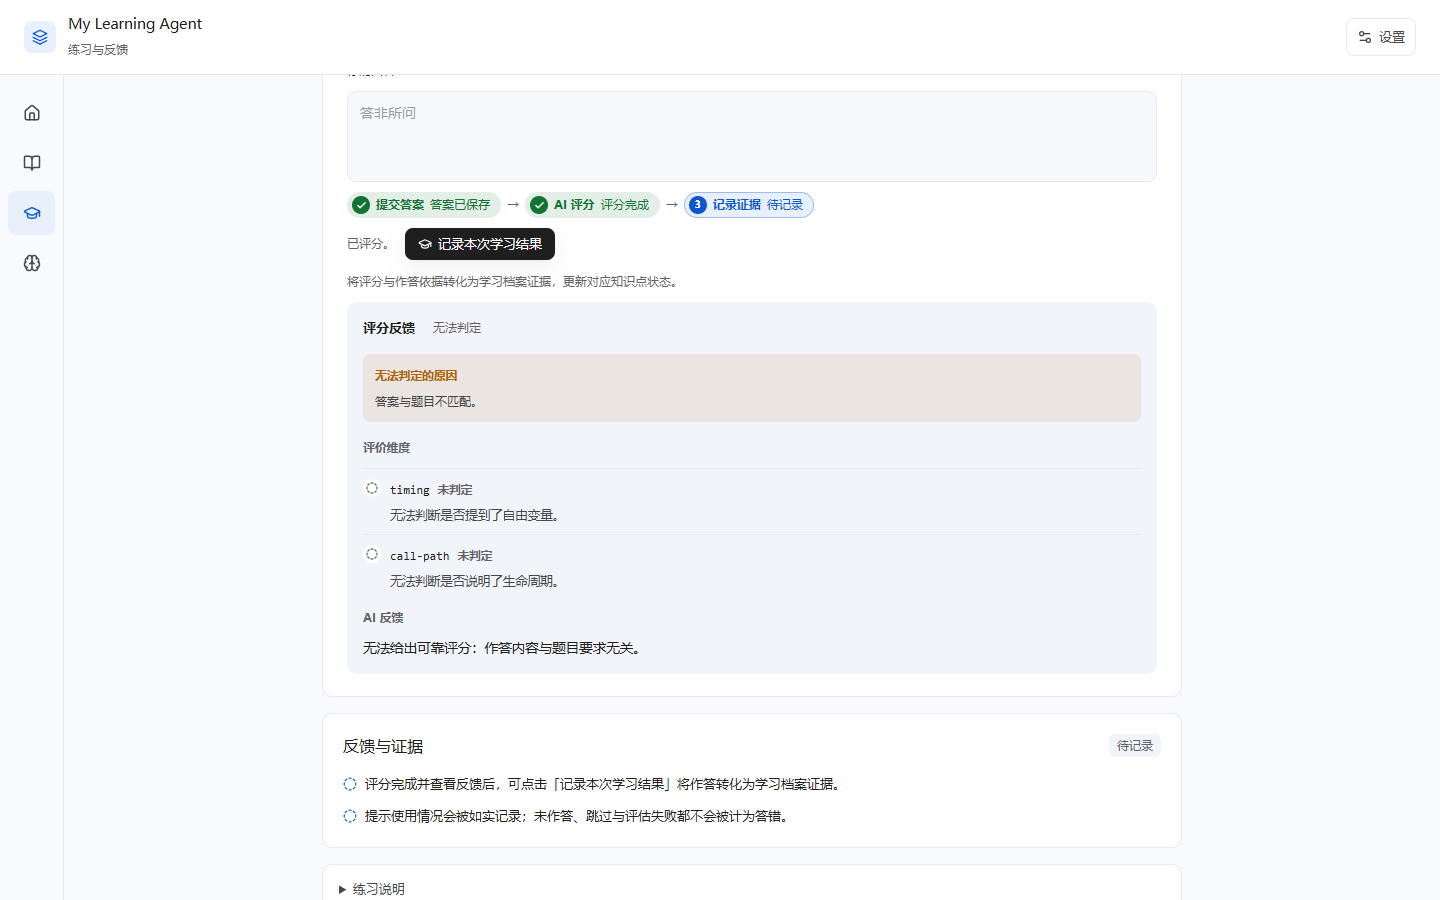 My Learning Agent
练习与反馈
设置
答非所问
提交答案 答案已保存 → AI 评分 评分完成 → 3 记录证据 待记录
已评分。 记录本次学习结果
将评分与作答依据转化为学习档案证据，更新对应知识点状态。
评分反馈 无法判定
无法判定的原因
答案与题目不匹配。
评价维度
timing 未判定
无法判断是否提到了自由变量。
call-path 未判定
无法判断是否说明了生命周期。
AI 反馈
无法给出可靠评分：作答内容与题目要求无关。
反馈与证据 待记录
评分完成并查看反馈后，可点击「记录本次学习结果」将作答转化为学习档案证据。
提示使用情况会被如实记录；未作答、跳过与评估失败都不会被计为答错。
▶ 练习说明